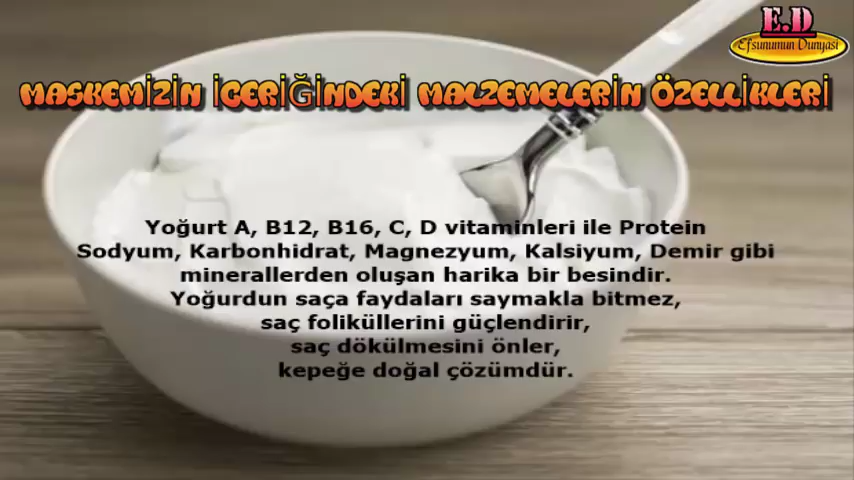 E.D
Efsunumun Dunyasi
MASKEMİZİN İÇERİĞİNDEKİ MALZEMELERİN ÖZELLİKLERİ
Yoğurt A, B12, B16, C, D vitaminleri ile Protein
Sodyum, Karbonhidrat, Magnezyum, Kalsiyum, Demir gibi
minerallerden oluşan harika bir besindir.
Yoğurdun saça faydaları saymakla bitmez,
saç foliküllerini güçlendirir,
saç dökülmesini önler,
kepeğe doğal çözümdür.